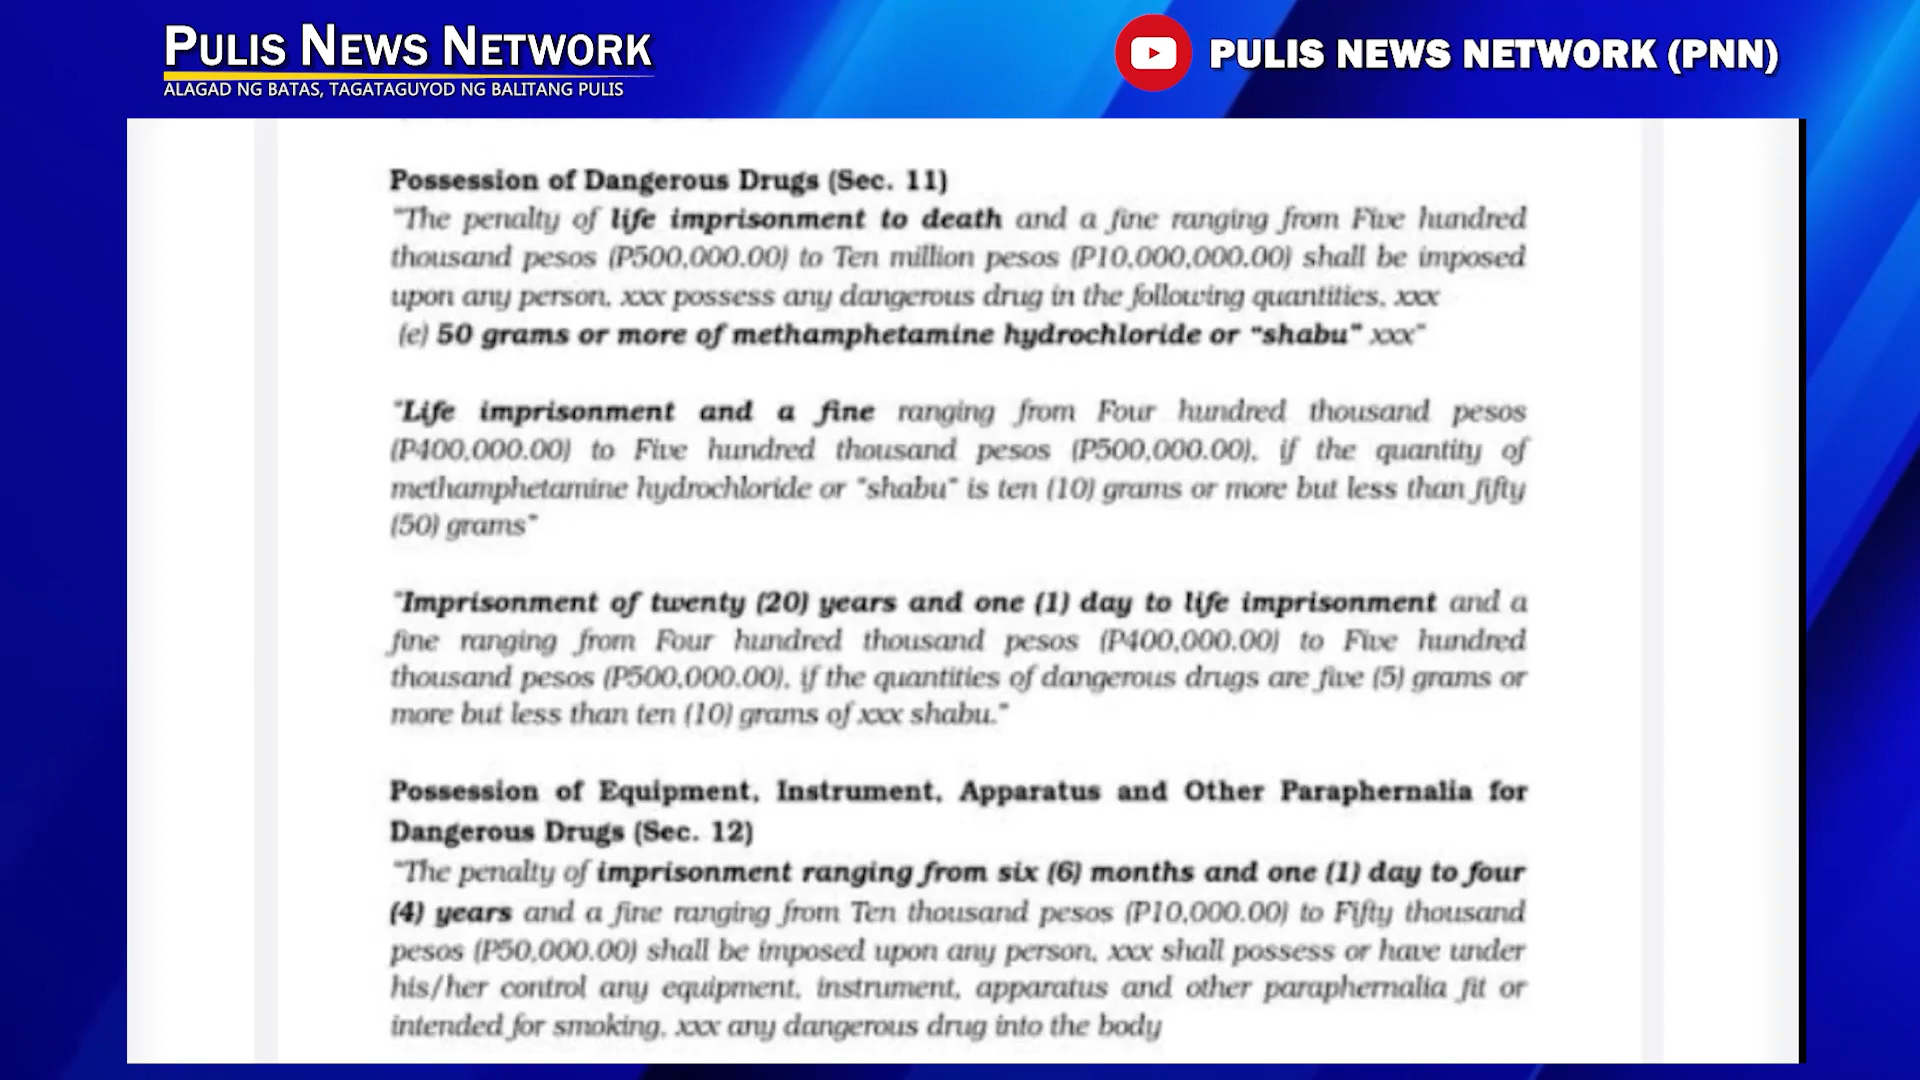 PULIS NEWS NETWORK
ALAGAD NG BATAS, TAGATAGUYOD NG BALITANG PULIS
PULIS NEWS NETWORK (PNN)
Possession of Dangerous Drugs (Sec. 11)
"The penalty of life imprisonment to death and a fine ranging from Five hundred
thousand pesos (P500,000.00) to Ten million pesos (P10,000,000.00) shall be imposed
upon any person, xxx possess any dangerous drug in the following quantities, xxx
(e) 50 grams or more of methamphetamine hydrochloride or "shabu" xxx"
"Life imprisonment and a fine ranging from Four hundred thousand pesos
(P400,000.00) to Five hundred thousand pesos (P500,000.00), if the quantity of
methamphetamine hydrochloride or "shabu" is ten (10) grams or more but less than fifty
(50) grams"
"Imprisonment of twenty (20) years and one (1) day to life imprisonment and a
fine ranging from Four hundred thousand pesos (P400,000.00) to Five hundred
thousand pesos (P500,000.00), if the quantities of dangerous drugs are five (5) grams or
more but less than ten (10) grams of xxx shabu."
Possession of Equipment, Instrument, Apparatus and Other Paraphernalia for
Dangerous Drugs (Sec. 12)
"The penalty of imprisonment ranging from six (6) months and one (1) day to four
(4) years and a fine ranging from Ten thousand pesos (P10,000.00) to Fifty thousand
pesos (P50,000.00) shall be imposed upon any person, xxx shall possess or have under
his/her control any equipment, instrument, apparatus and other paraphernalia fit or
intended for smoking, xxx any dangerous drug into the body